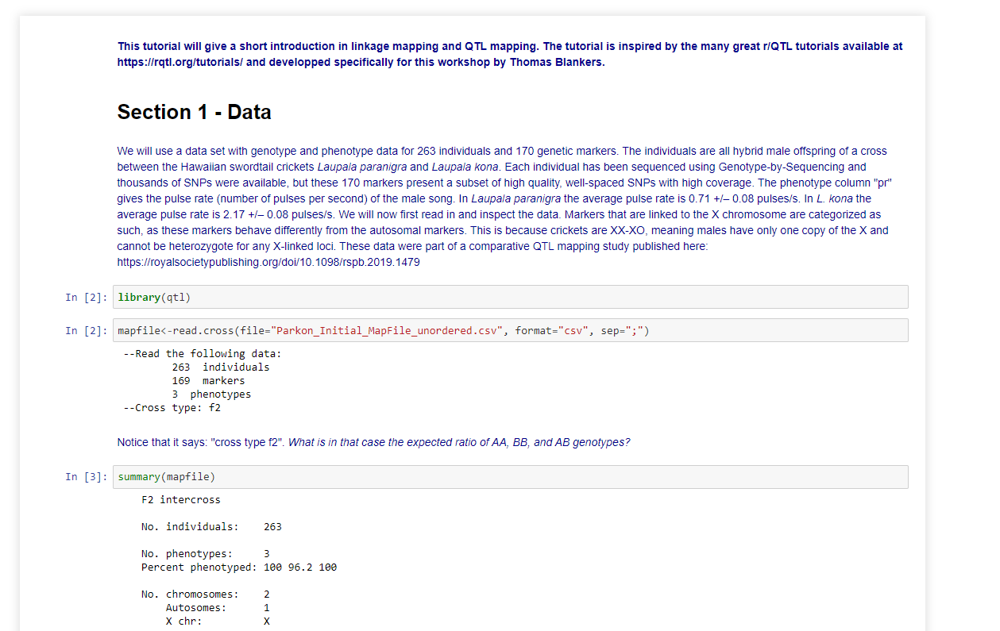 This tutorial will give a short introduction in linkage mapping and QTL mapping. The tutorial is inspired by the many great r/QTL tutorials available at
https://rqtl.org/tutorials/ and developped specifically for this workshop by Thomas Blankers.
Section 1 - Data
We will use a data set with genotype and phenotype data for 263 individuals and 170 genetic markers. The individuals are all hybrid male offspring of a cross
between the Hawaiian swordtail crickets Laupala paranigra and Laupala kona. Each individual has been sequenced using Genotype-by-Sequencing and
thousands of SNPs were available, but these 170 markers present a subset of high quality, well-spaced SNPs with high coverage. The phenotype column "pr"
gives the pulse rate (number of pulses per second) of the male song. In Laupala paranigra the average pulse rate is 0.71 +/– 0.08 pulses/s. In L. kona the
average pulse rate is 2.17 +/– 0.08 pulses/s. We will now first read in and inspect the data. Markers that are linked to the X chromosome are categorized as
such, as these markers behave differently from the autosomal markers. This is because crickets are XX-XO, meaning males have only one copy of the X and
cannot be heterozygote for any X-linked loci. These data were part of a comparative QTL mapping study published here:
https://royalsocietypublishing.org/doi/10.1098/rspb.2019.1479
In [2]: library(qtl)
In [2]: mapfile<-read.cross(file="Parkon_Initial_MapFile_unordered.csv", format="csv", sep=";")
--Read the following data:
263 individuals
169 markers
3 phenotypes
--Cross type: f2
Notice that it says: "cross type f2". What is in that case the expected ratio of AA, BB, and AB genotypes?
In [3]: summary(mapfile)
F2 intercross
No. individuals: 263
No. phenotypes: 3
Percent phenotyped: 100 96.2 100
No. chromosomes: 2
Autosomes: 1
X chr: X